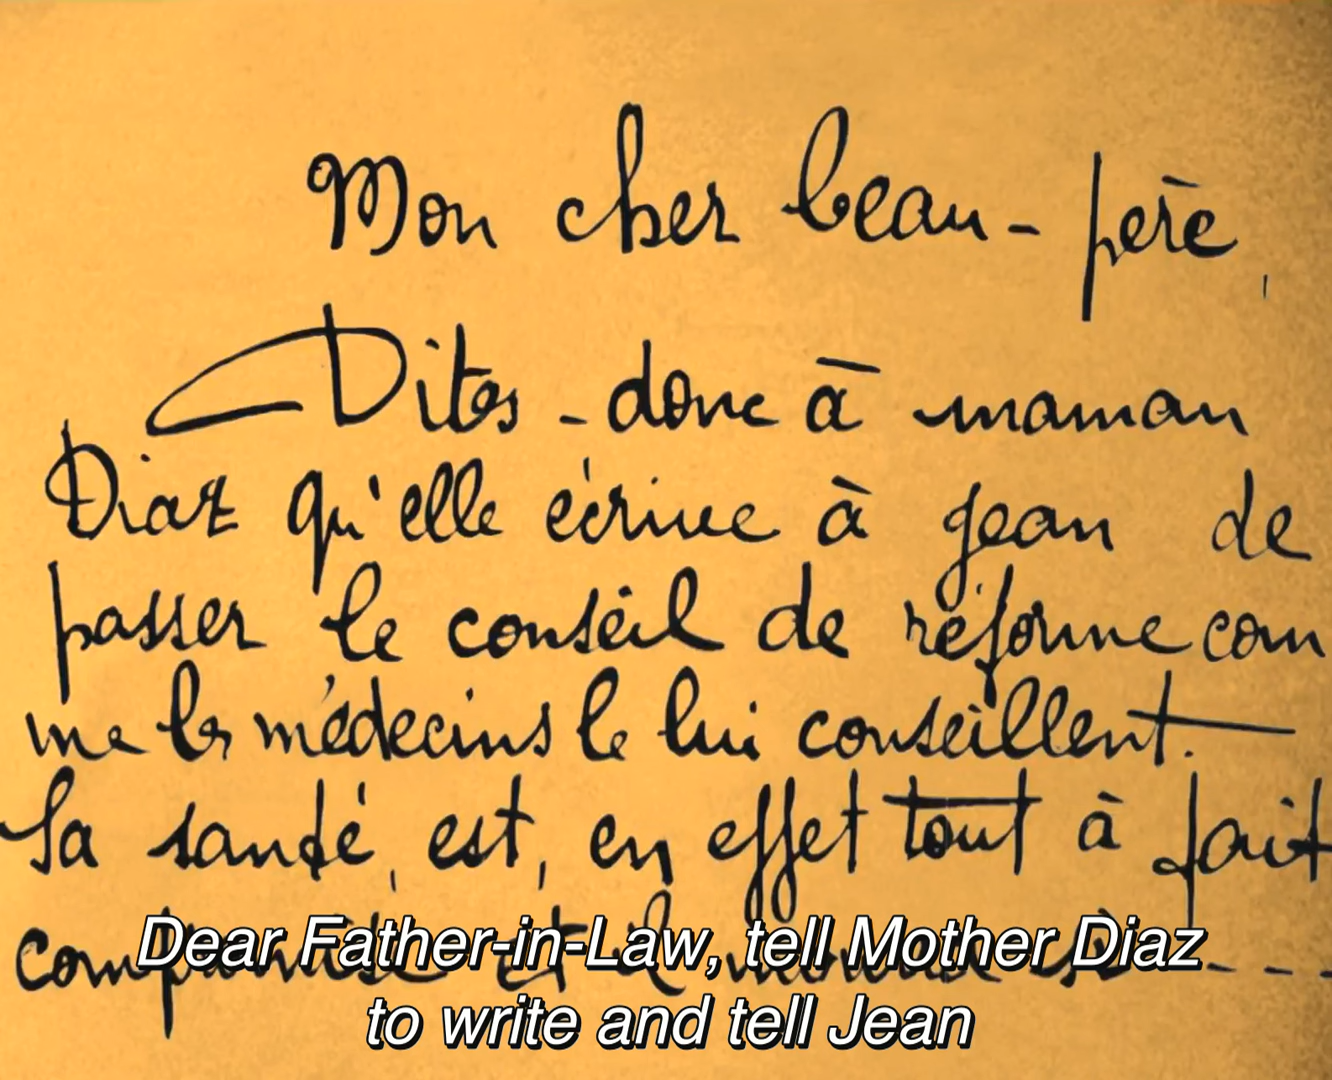 Mon cher beau-père,
Dites-donc à maman
Diaz qu'elle écrive à Jean de
passer le conseil de réforme com
me les médecins le lui conseillent.
Sa santé, est, en effet tout à fait
et il
Dear Father-in-Law, tell Mother Diaz
to write and tell Jean